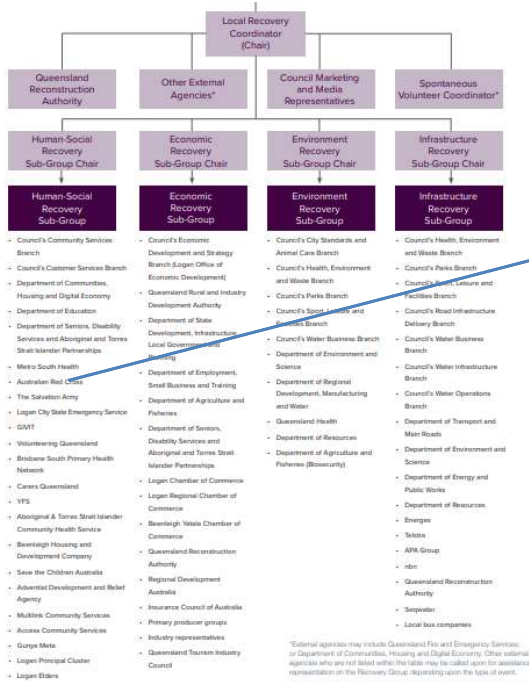 Local Recovery
Coordinator
(Chair)
Queensland
Reconstruction
Authority
Other External
Agencies*
Council Marketing
and Media
Representatives
Spontaneous
Volunteer Coordinator*
Human-Social
Recovery
Sub-Group Chair
Economic
Recovery
Sub-Group Chair
Environment
Recovery
Sub-Group Chair
Infrastructure
Recovery
Sub-Group Chair
Human-Social
Recovery
Sub-Group
Economic
Recovery
Sub-Group
Environment
Recovery
Sub-Group
Infrastructure
Recovery
Sub-Group
• Council's Community Services
Branch
• Council's Customer Services Branch
• Department of Communities,
Housing and Digital Economy
• Department of Education
• Department of Seniors, Disability
Services and Aboriginal and Torres
Strait Islander Partnerships
• Metro South Health
• Australian Red Cross
• The Salvation Army
• Logan City State Emergency Service
• GIVIT
• Volunteering Queensland
• Brisbane South Primary Health
Network
• Carers Queensland
• YFS
• Aboriginal & Torres Strait Islander
Community Health Service
• Beenleigh Housing and
Development Company
• Save the Children Australia
• Adventist Development and Relief
Agency
• Multilink Community Services
• Access Community Services
• Gunya Meta
• Logan Principal Cluster
• Logan Elders
• Council's Economic
Development and Strategy
Branch (Logan Office of
Economic Development)
• Queensland Rural and Industry
Development Authority
• Department of State
Development, Infrastructure,
Local Government and
Planning
• Department of Employment,
Small Business and Training
• Department of Agriculture and
Fisheries
• Department of Seniors,
Disability Services and
Aboriginal and Torres Strait
Islander Partnerships
• Logan Chamber of Commerce
• Logan Regional Chamber of
Commerce
• Beenleigh Yatala Chamber of
Commerce
• Queensland Reconstruction
Authority
• Regional Development
Australia
• Insurance Council of Australia
• Primary producer groups
• Industry representatives
• Queensland Tourism Industry
Council
• Council's City Standards and
Animal Care Branch
• Council's Health, Environment
and Waste Branch
• Council's Parks Branch
• Council's Sport, Leisure and
Facilities Branch
• Council's Water Business Branch
• Department of Environment and
Science
• Department of Regional
Development, Manufacturing
and Water
• Queensland Health
• Department of Resources
• Department of Agriculture and
Fisheries (Biosecurity)
• Council's Health, Environment
and Waste Branch
• Council's Parks Branch
• Council's Sport, Leisure and
Facilities Branch
• Council's Road Infrastructure
Delivery Branch
• Council's Water Business
Branch
• Council's Water Infrastructure
Branch
• Council's Water Operations
Branch
• Department of Transport and
Main Roads
• Department of Environment and
Science
• Department of Energy and
Public Works
• Department of Resources
• Energex
• Telstra
• APA Group
• nbn
• Queensland Reconstruction
Authority
• Seqwater
• Local bus companies
*External agencies may include Queensland Fire and Emergency Services;
or Department of Communities, Housing and Digital Economy. Other external
agencies who are not listed within the table may be called upon for assistance
representation on the Recovery Group depending upon the type of event.